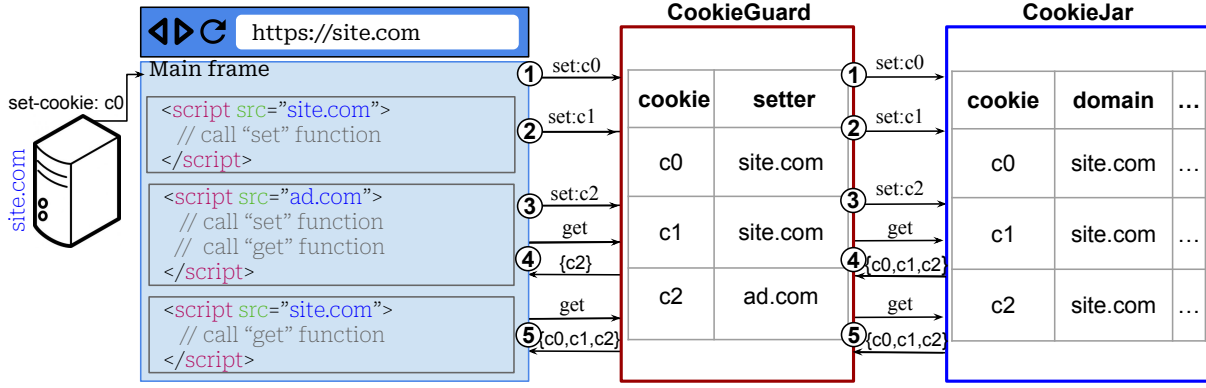 CookieGuard
CookieJar
https://site.com
Main frame
set-cookie: c0
site.com
<script src=”site.com”>
// call “set” function
</script>
<script src=”ad.com”>
// call “set” function
// call “get” function
</script>
<script src=”site.com”>
// call “get” function
</script>
1 set:c0
2 set:c1
3 set:c2
get
4 {c2}
get
5 {c0,c1,c2}
cookie setter
c0 site.com
c1 site.com
c2 ad.com
1 set:c0
2 set:c1
3 set:c2
get
4 {c0,c1,c2}
get
5 {c0,c1,c2}
cookie domain ...
c0 site.com ...
c1 site.com ...
c2 site.com ...